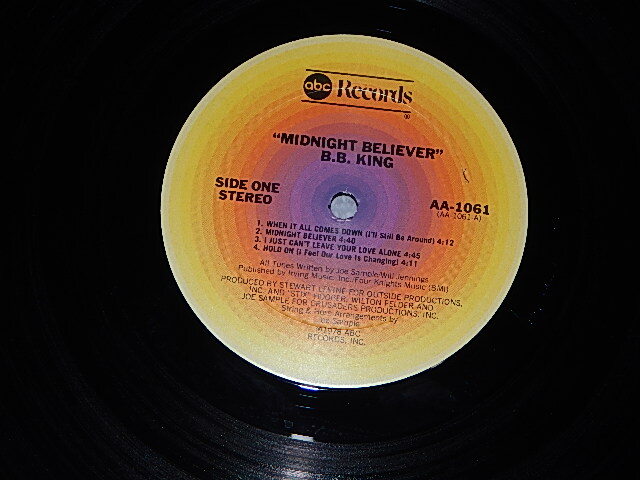 abc Records
®
"MIDNIGHT BELIEVER"
B.B. KING
SIDE ONE
STEREO
AA-1061
(AA-1061 A)
1. WHEN IT ALL COMES DOWN (I'll Still Be Around) 4:12
2. MIDNIGHT BELIEVER 4:40
3. I JUST CAN'T LEAVE YOUR LOVE ALONE 4:45
4. HOLD ON (I Feel Our Love Is Changing) 4:11
All Tunes Written by Joe Sample/Will Jennings
Published by Irving Music, Inc./Four Knights Music (BMI)
PRODUCED BY STEWART LEVINE FOR OUTSIDE PRODUCTIONS,
INC. AND "STIX" HOOPER, WILTON FELDER AND
JOE SAMPLE FOR CRUSADERS PRODUCTIONS, INC.
String & Horn Arrangements by
Joe Sample
1978 ABC
RECORDS, INC.